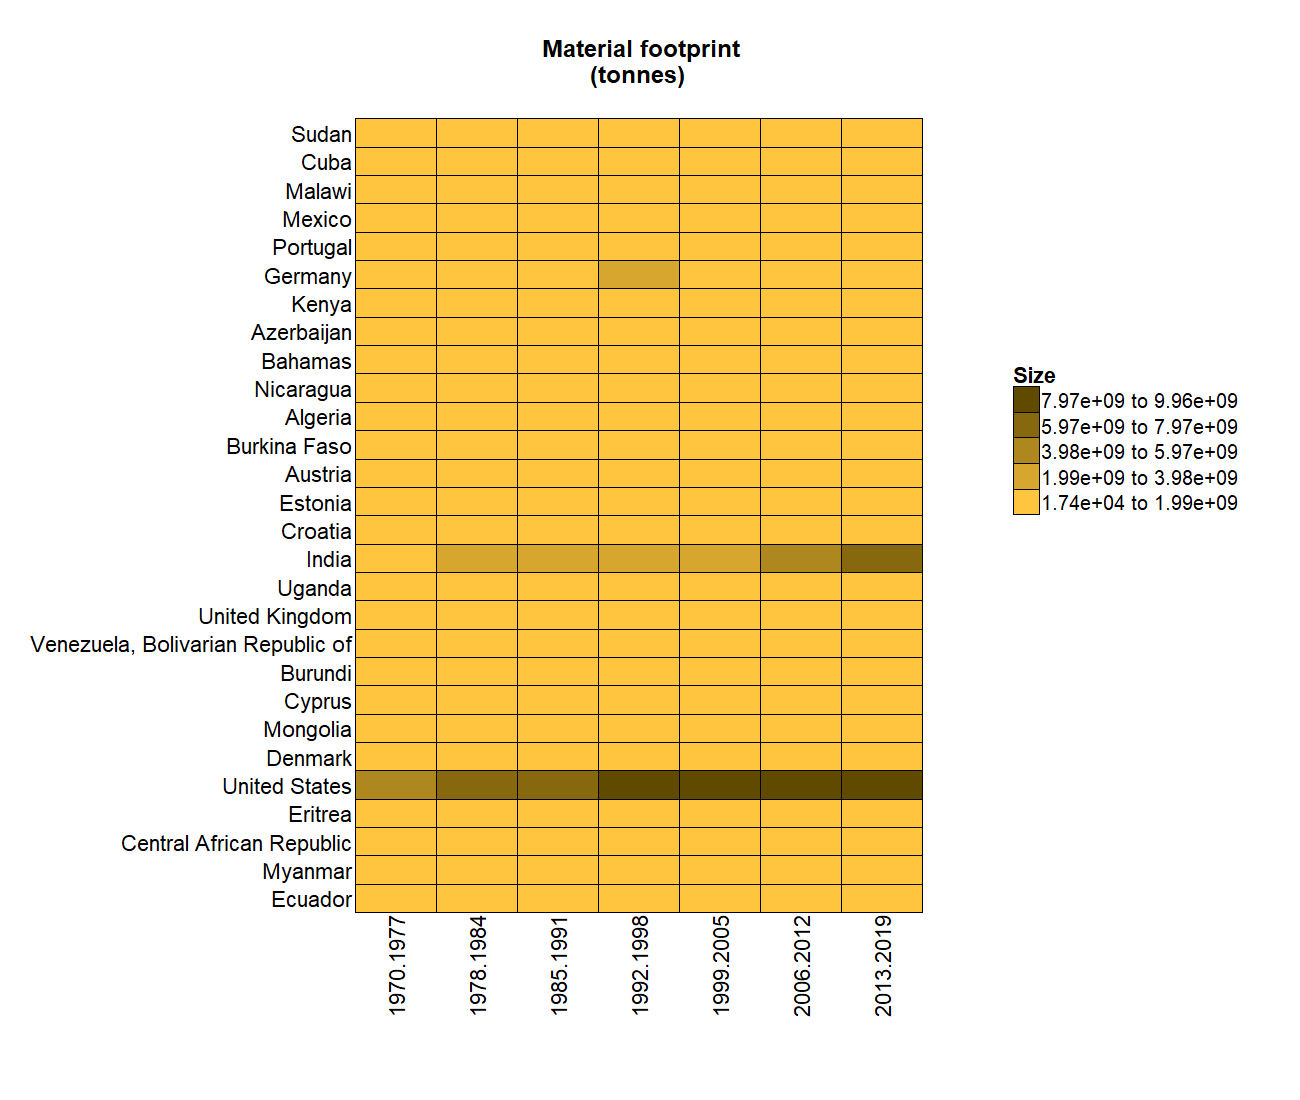 Material footprint
(tonnes)
Sudan
Cuba
Malawi
Mexico
Portugal
Germany
Kenya
Azerbaijan
Bahamas
Nicaragua
Algeria
Burkina Faso
Austria
Estonia
Croatia
India
Uganda
United Kingdom
Venezuela, Bolivarian Republic of
Burundi
Cyprus
Mongolia
Denmark
United States
Eritrea
Central African Republic
Myanmar
Ecuador
1970.1977
1978.1984
1985.1991
1992.1998
1999.2005
2006.2012
2013.2019
Size
7.97e+09 to 9.96e+09
5.97e+09 to 7.97e+09
3.98e+09 to 5.97e+09
1.99e+09 to 3.98e+09
1.74e+04 to 1.99e+09